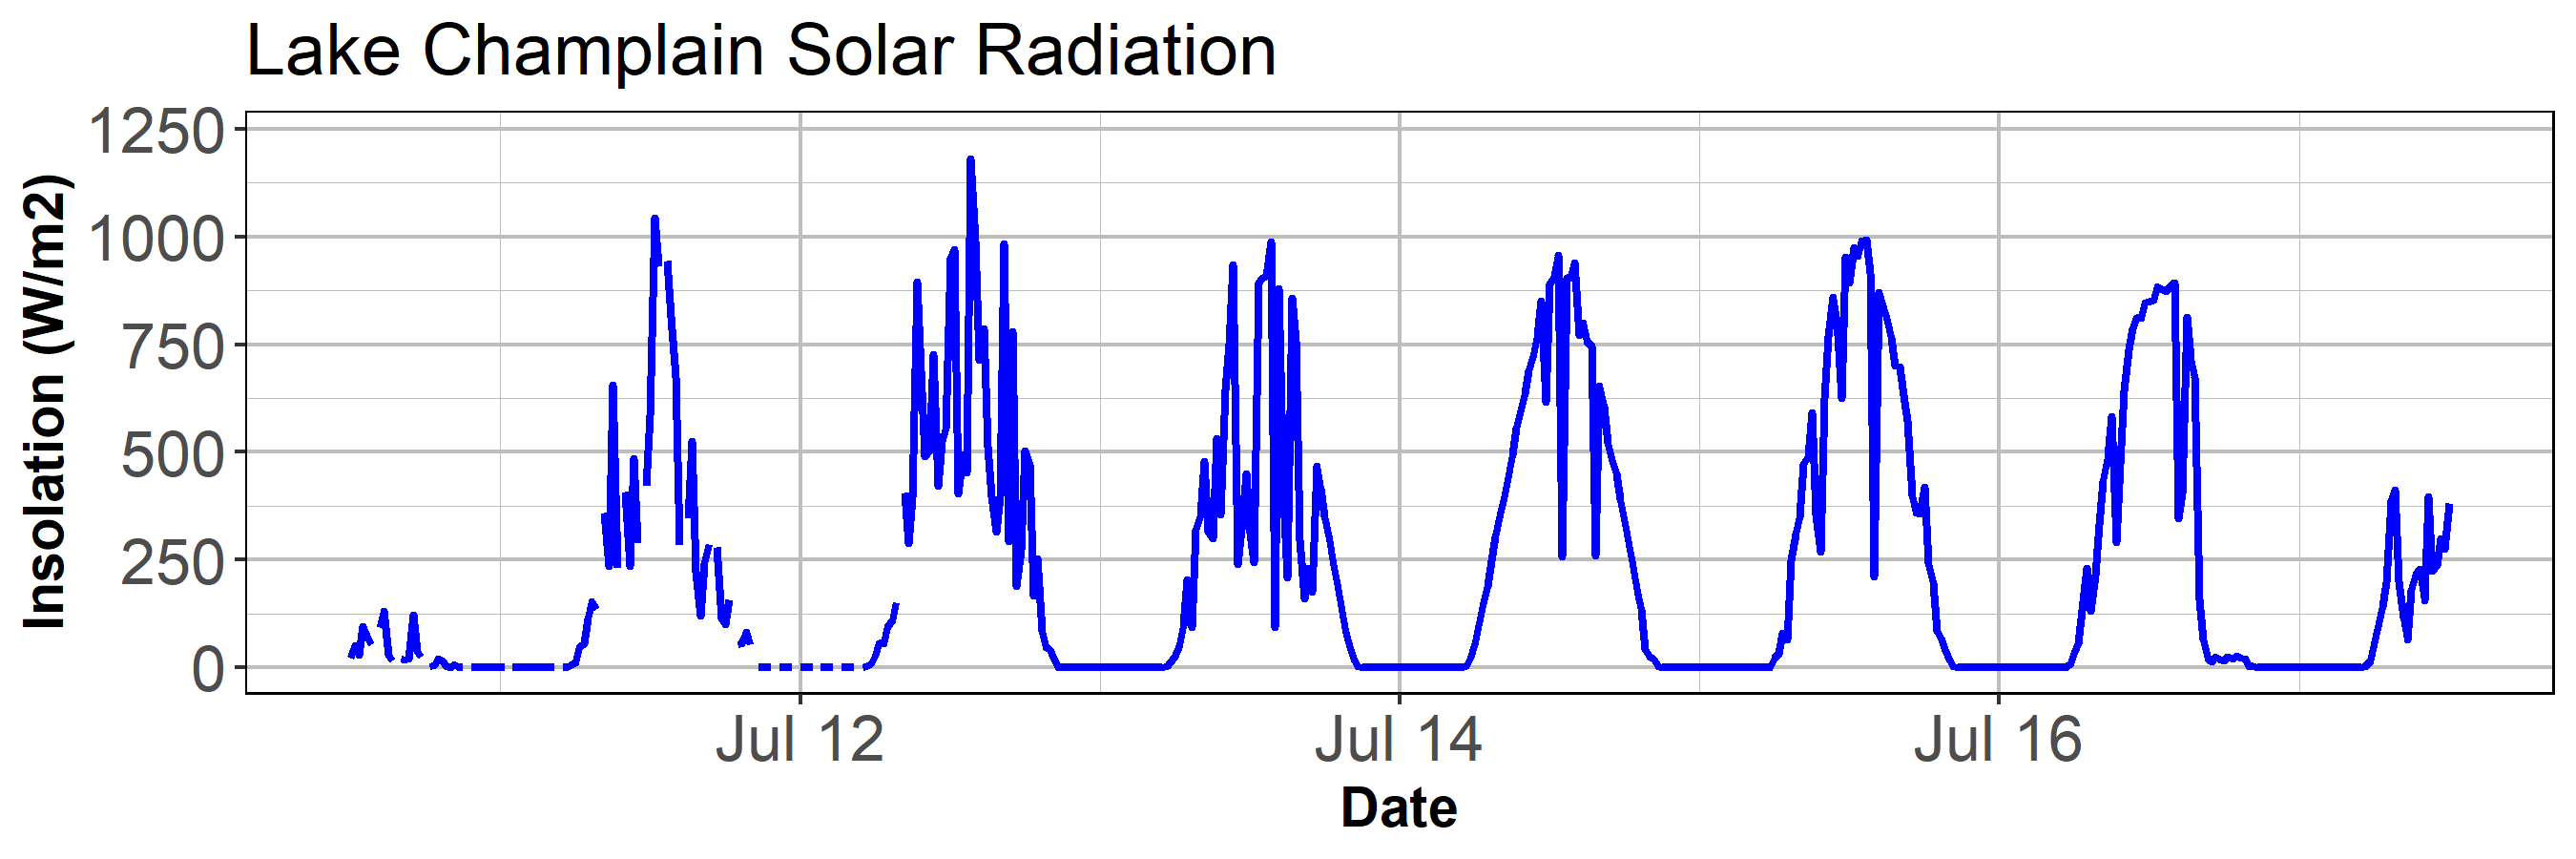 Lake Champlain Solar Radiation
Insolation (W/m2)
1250
1000
750
500
250
0
Jul 12
Jul 14
Jul 16
Date